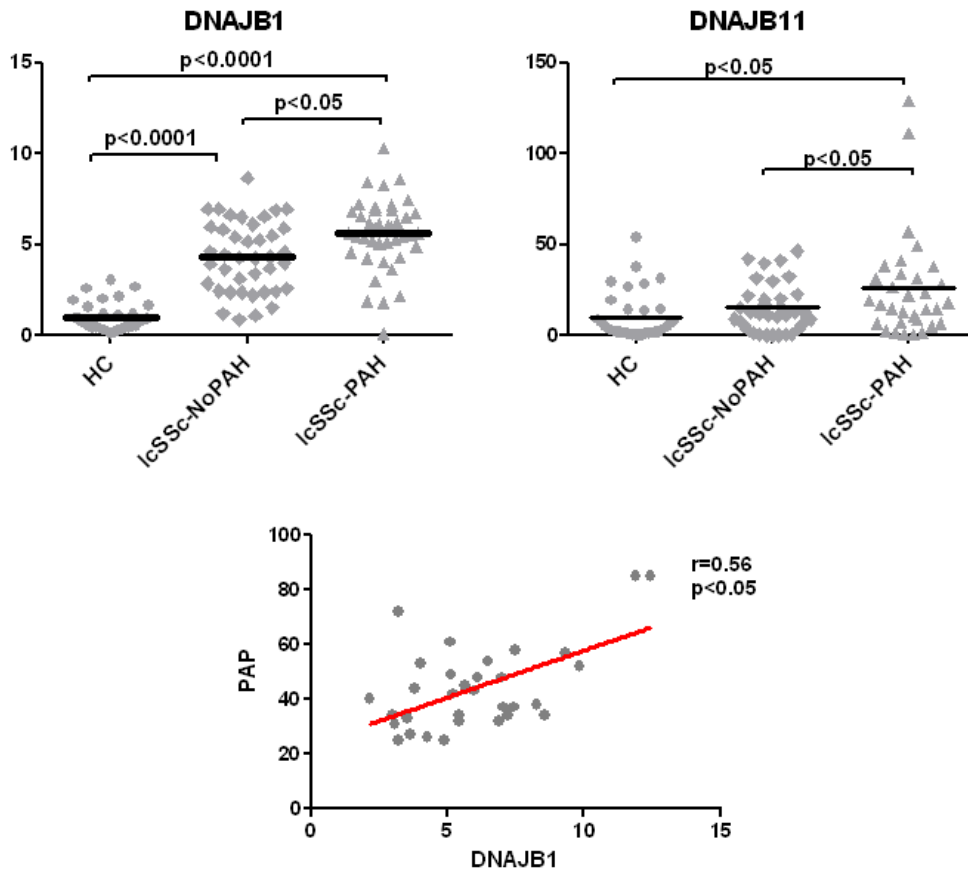 DNAJB1
15
10
5
0
p<0.0001
p<0.05
p<0.0001
HC
lcSSc-NoPAH
lcSSc-PAH
DNAJB11
150
100
50
0
p<0.05
p<0.05
HC
lcSSc-NoPAH
lcSSc-PAH
100
80
60
40
20
0
PAP
r=0.56
p<0.05
0 5 10 15
DNAJB1